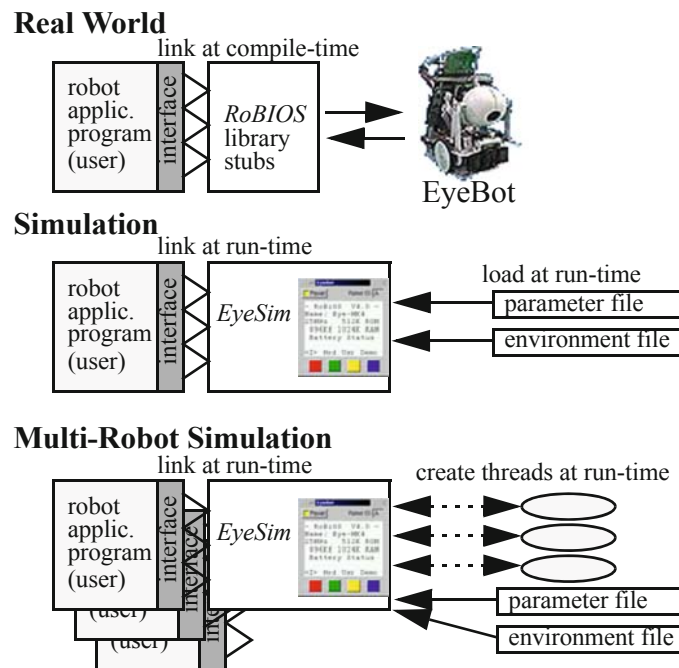 Real World
link at compile-time
robot
applic.
program
(user)
interface
RoBIOS
library
stubs
EyeBot
Simulation
link at run-time
robot
applic.
program
(user)
interface
EyeSim
load at run-time
parameter file
environment file
Multi-Robot Simulation
link at run-time
create threads at run-time
robot
applic.
program
(user)
interface
interface
EyeSim
(user)
(user)
parameter file
environment file